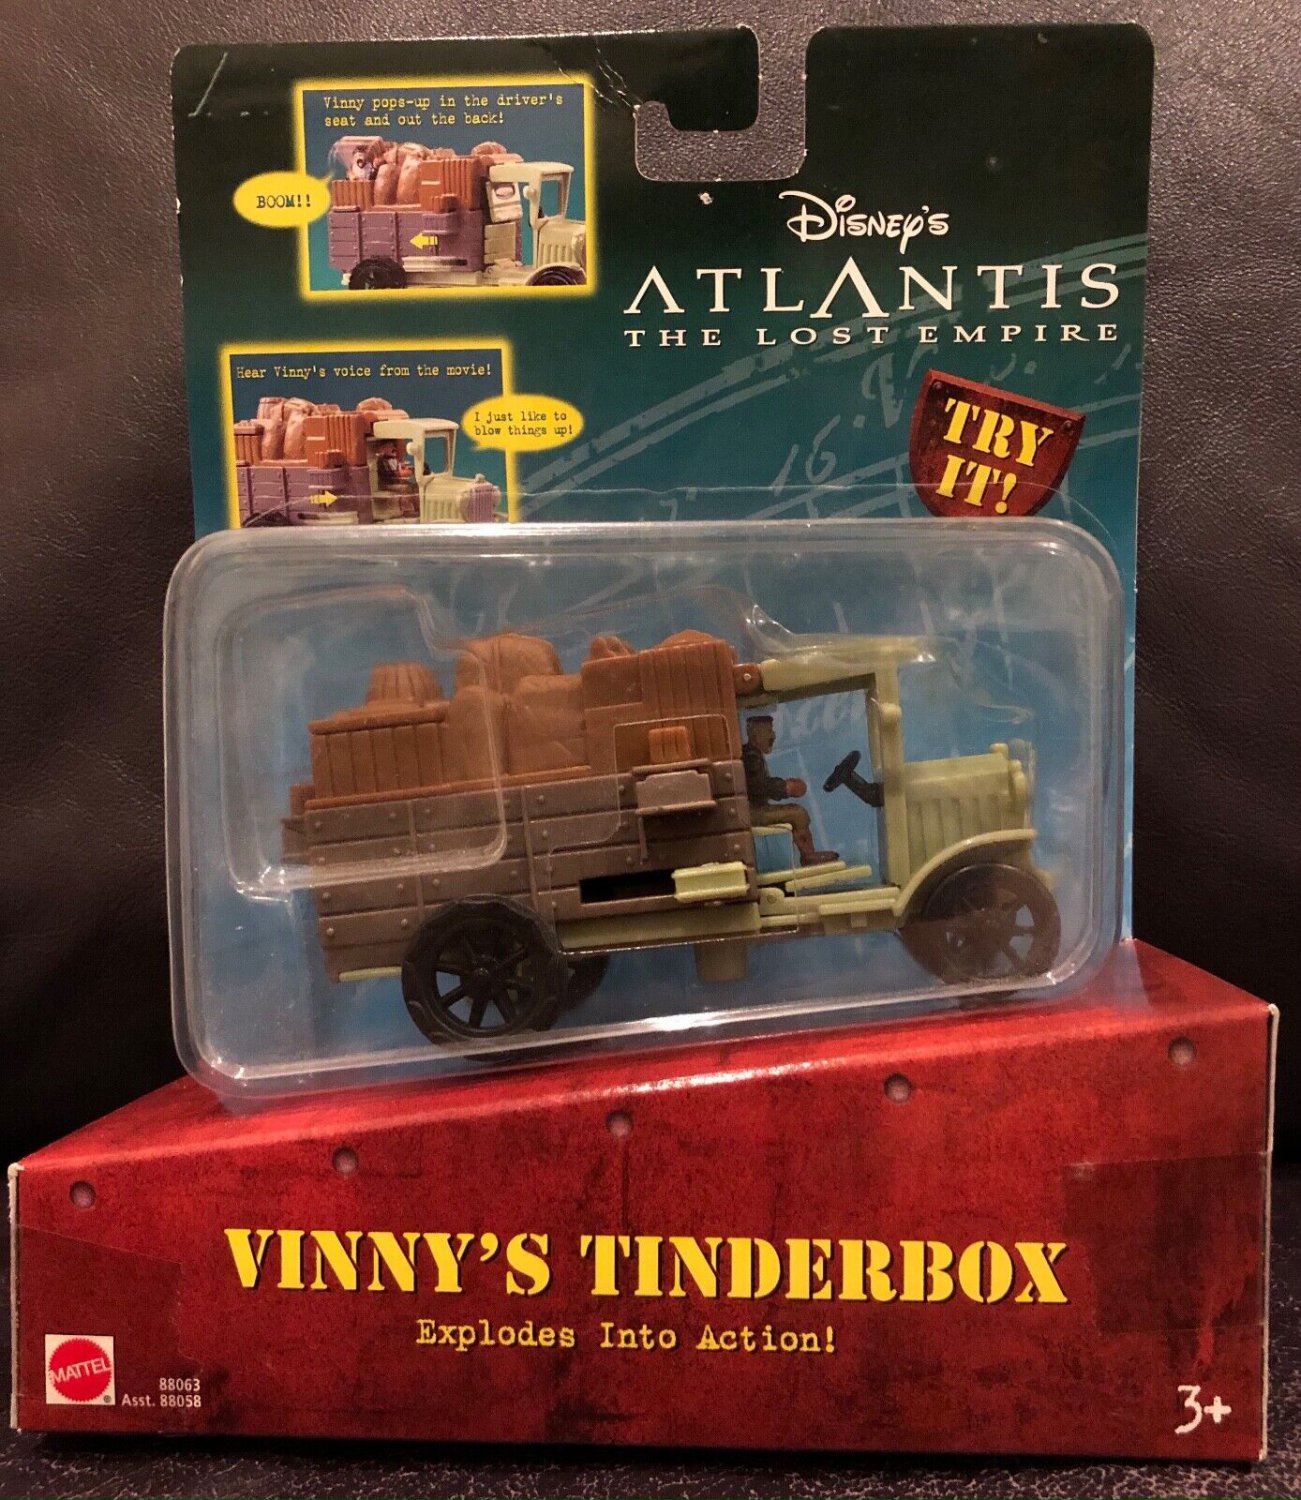 Vinny pops-up in the driver's
seat and out the back!
BOOM!!
DISNEY'S
ATLANTIS
THE LOST EMPIRE
Hear Vinny's voice from the movie!
I just like to
blow things up!
TRY
IT!
VINNY'S TINDERBOX
Explodes Into Action!
MATTEL
®
88063
Asst. 88058
3+